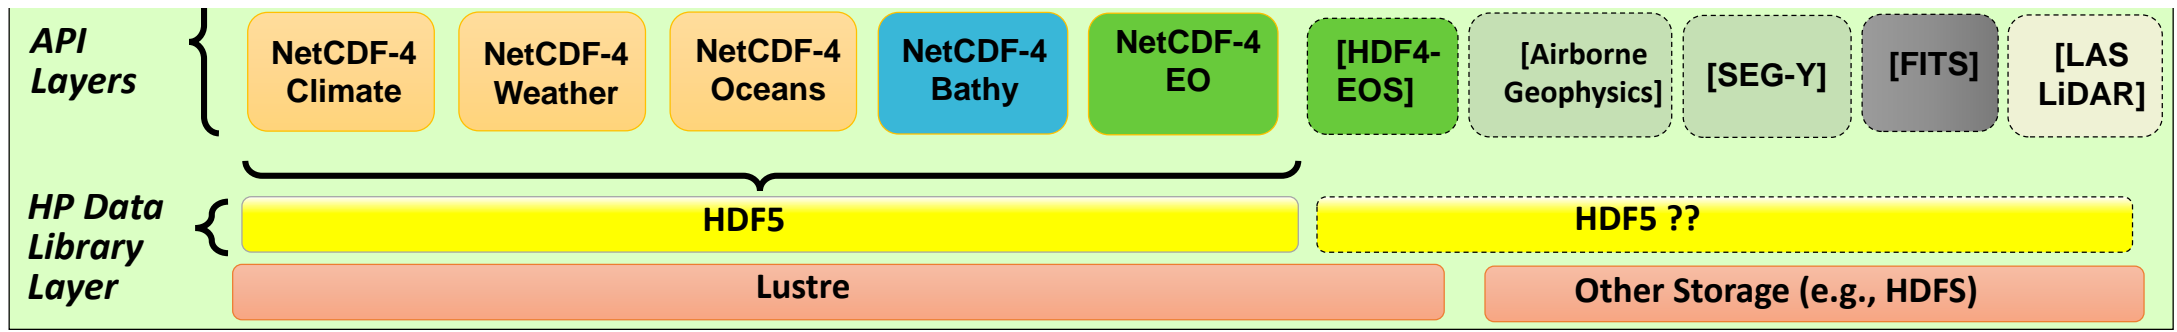 API
Layers
NetCDF-4
Climate
NetCDF-4
Weather
NetCDF-4
Oceans
NetCDF-4
Bathy
NetCDF-4
EO
[HDF4-
EOS]
[Airborne
Geophysics]
[SEG-Y]
[FITS]
[LAS
LiDAR]
HP Data
Library
Layer
HDF5
HDF5 ??
Lustre
Other Storage (e.g., HDFS)